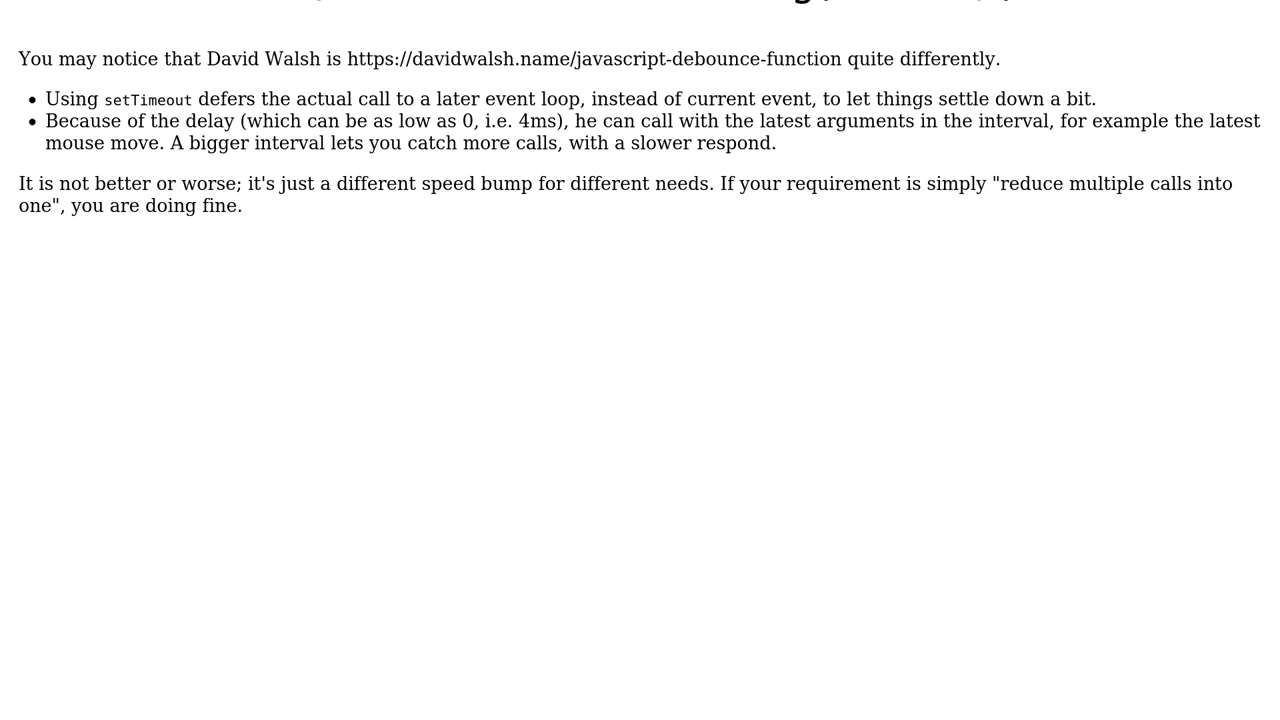 You may notice that David Walsh is https://davidwalsh.name/javascript-debounce-function quite differently.
• Using setTimeout defers the actual call to a later event loop, instead of current event, to let things settle down a bit.
• Because of the delay (which can be as low as 0, i.e. 4ms), he can call with the latest arguments in the interval, for example the latest
mouse move. A bigger interval lets you catch more calls, with a slower respond.
It is not better or worse; it's just a different speed bump for different needs. If your requirement is simply "reduce multiple calls into
one", you are doing fine.